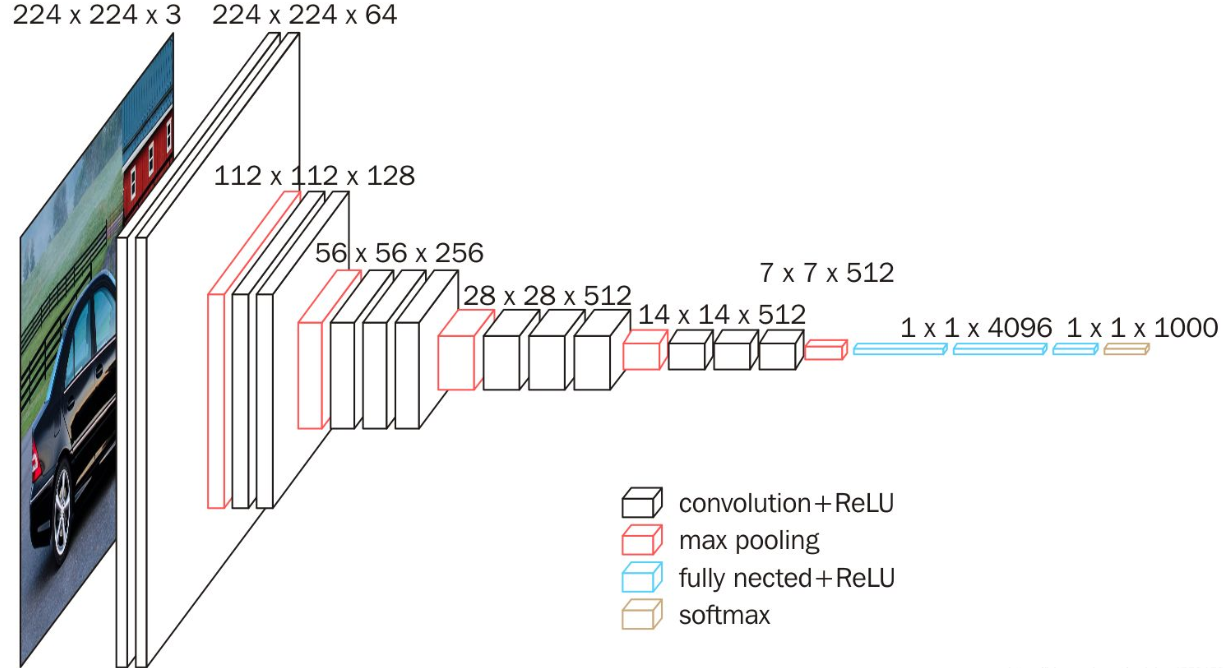 224 x 224 x 3
224 x 224 x 64
112 x 112 x 128
56 x 56 x 256
28 x 28 x 512
14 x 14 x 512
7 x 7 x 512
1 x 1 x 4096
1 x 1 x 1000
convolution+ReLU
max pooling
fully nected+ReLU
softmax